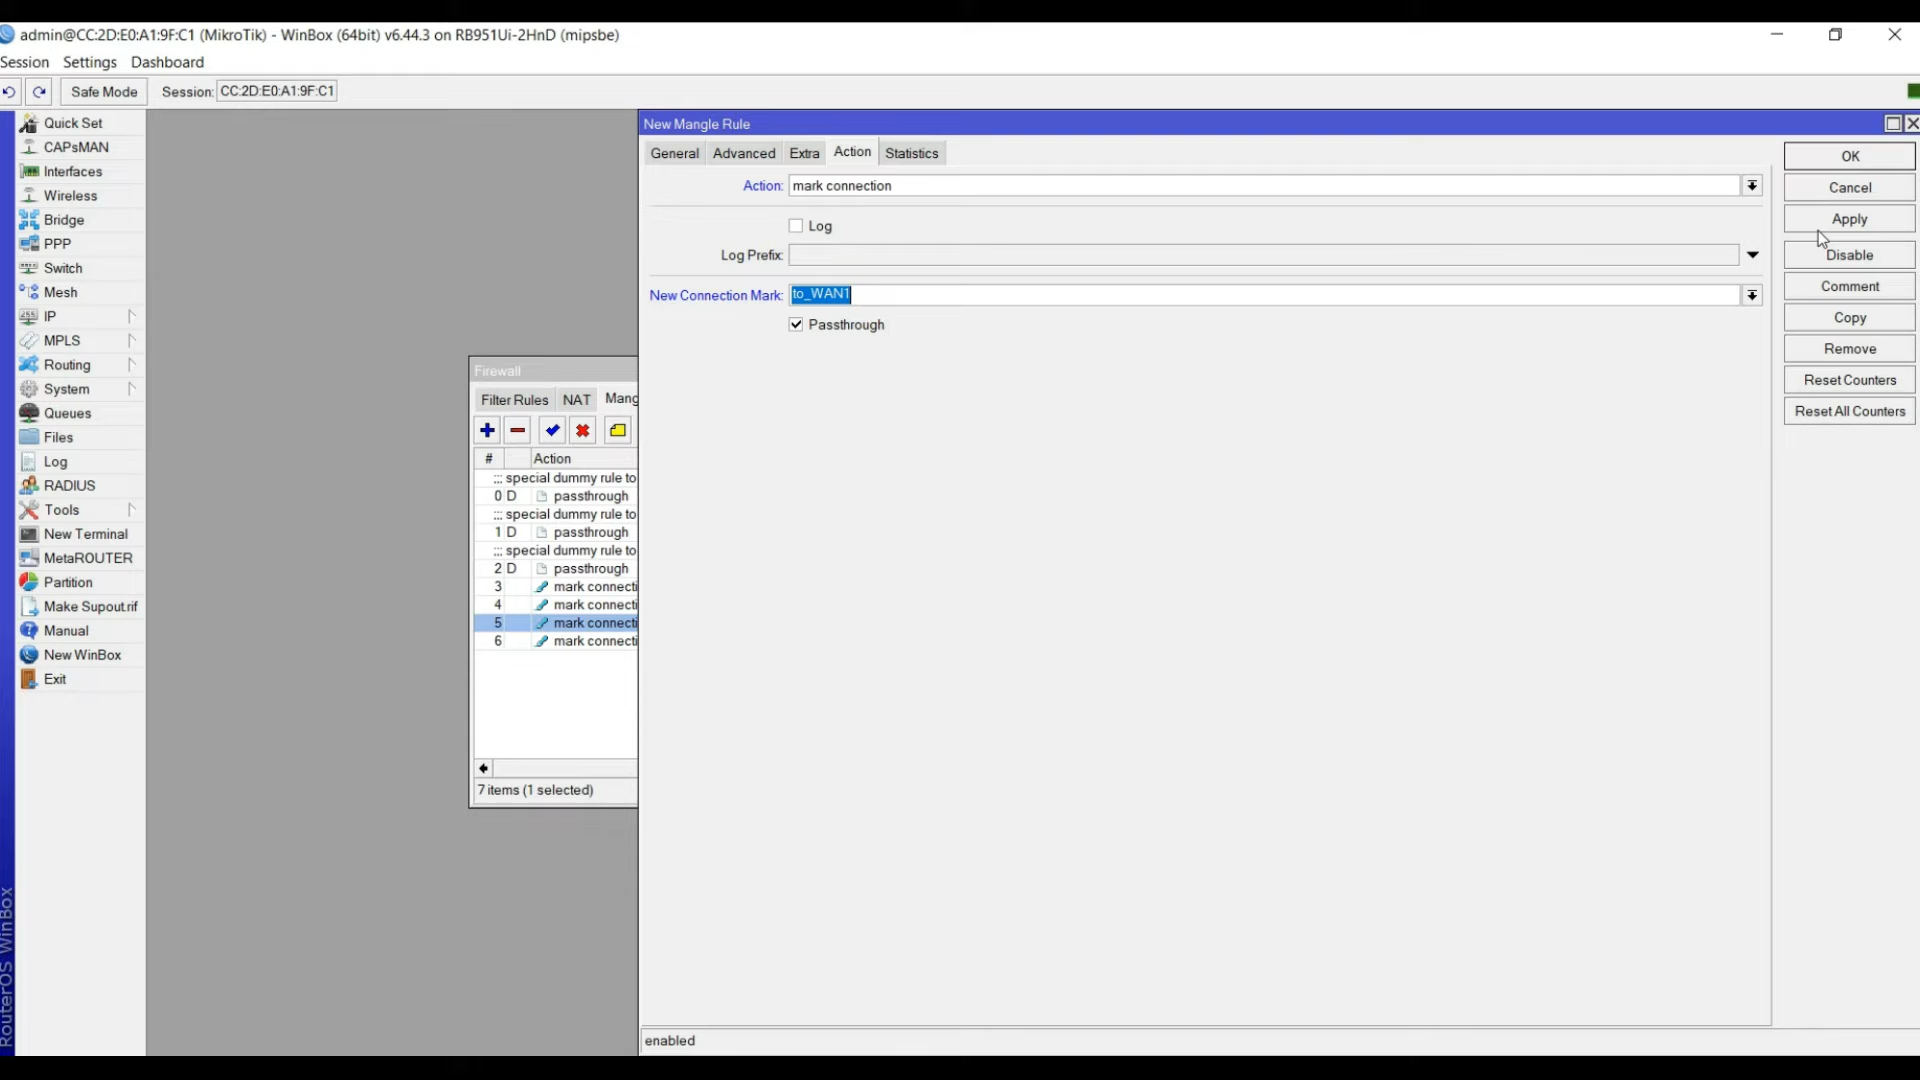 admin@CC:2D:E0:A1:9F:C1 (MikroTik) - WinBox (64bit) v6.44.3 on RB951Ui-2HnD (mipsbe)
Session Settings Dashboard
Safe Mode Session: CC:2D:E0:A1:9F:C1
Quick Set
CAPsMAN
Interfaces
Wireless
Bridge
PPP
Switch
Mesh
IP
MPLS
Routing
System
Queues
Files
Log
RADIUS
Tools
New Terminal
MetaROUTER
Partition
Make Supout.rif
Manual
New WinBox
Exit
RouterOS WinBox
Firewall
Filter Rules NAT Mang
# Action
::: special dummy rule to
0 D passthrough
::: special dummy rule to
1 D passthrough
::: special dummy rule to
2 D passthrough
3 mark connecti
4 mark connecti
5 mark connecti
6 mark connecti
7 items (1 selected)
New Mangle Rule
General Advanced Extra Action Statistics
Action: mark connection
Log
Log Prefix:
New Connection Mark: to_WAN1
Passthrough
enabled
OK
Cancel
Apply
Disable
Comment
Copy
Remove
Reset Counters
Reset All Counters